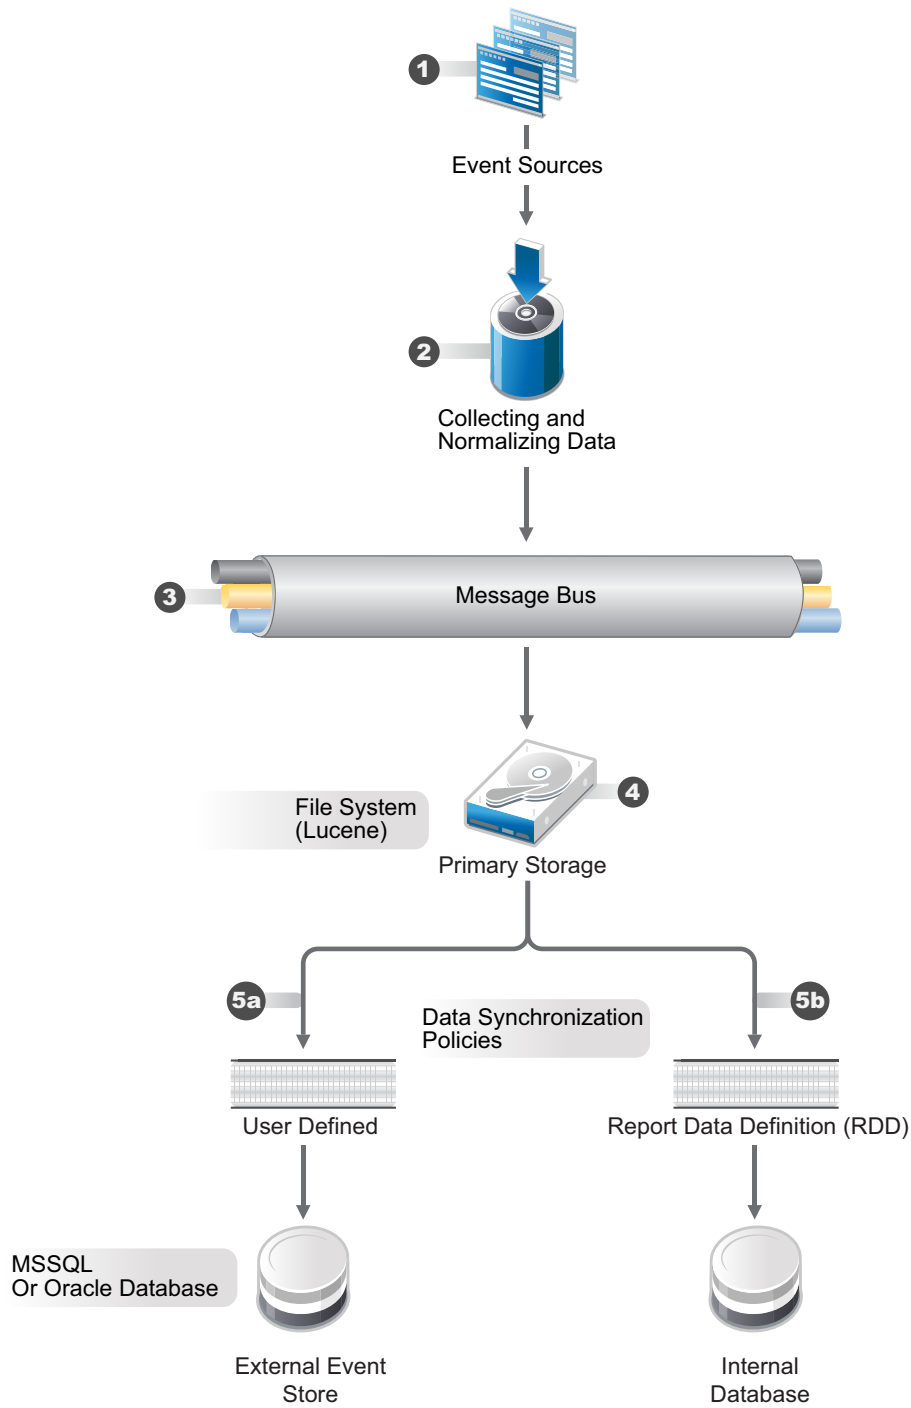 1
Event Sources
2
Collecting and
Normalizing Data
3
Message Bus
4
File System
(Lucene)
Primary Storage
5a
5b
Data Synchronization
Policies
User Defined
Report Data Definition (RDD)
MSSQL
Or Oracle Database
External Event
Store
Internal
Database